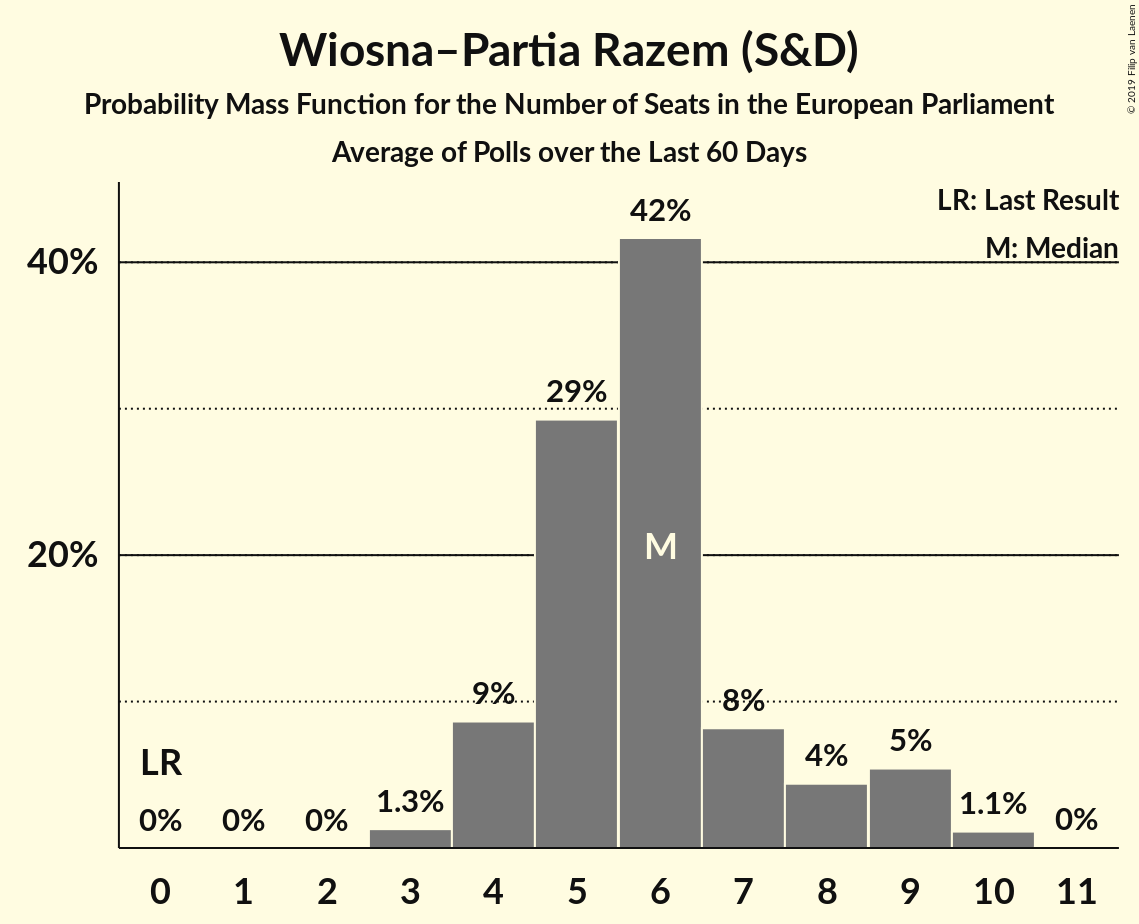 Wiosna–Partia Razem (S&D)
Probability Mass Function for the Number of Seats in the European Parliament
Average of Polls over the Last 60 Days
© 2019 Filip van Laenen
LR: Last Result
M: Median
42%
40%
29%
M
20%
9%
8%
5%
4%
LR
1.3%
1.1%
0% 0% 0% 0%
0 1 2 3 4 5 6 7 8 9 10 11